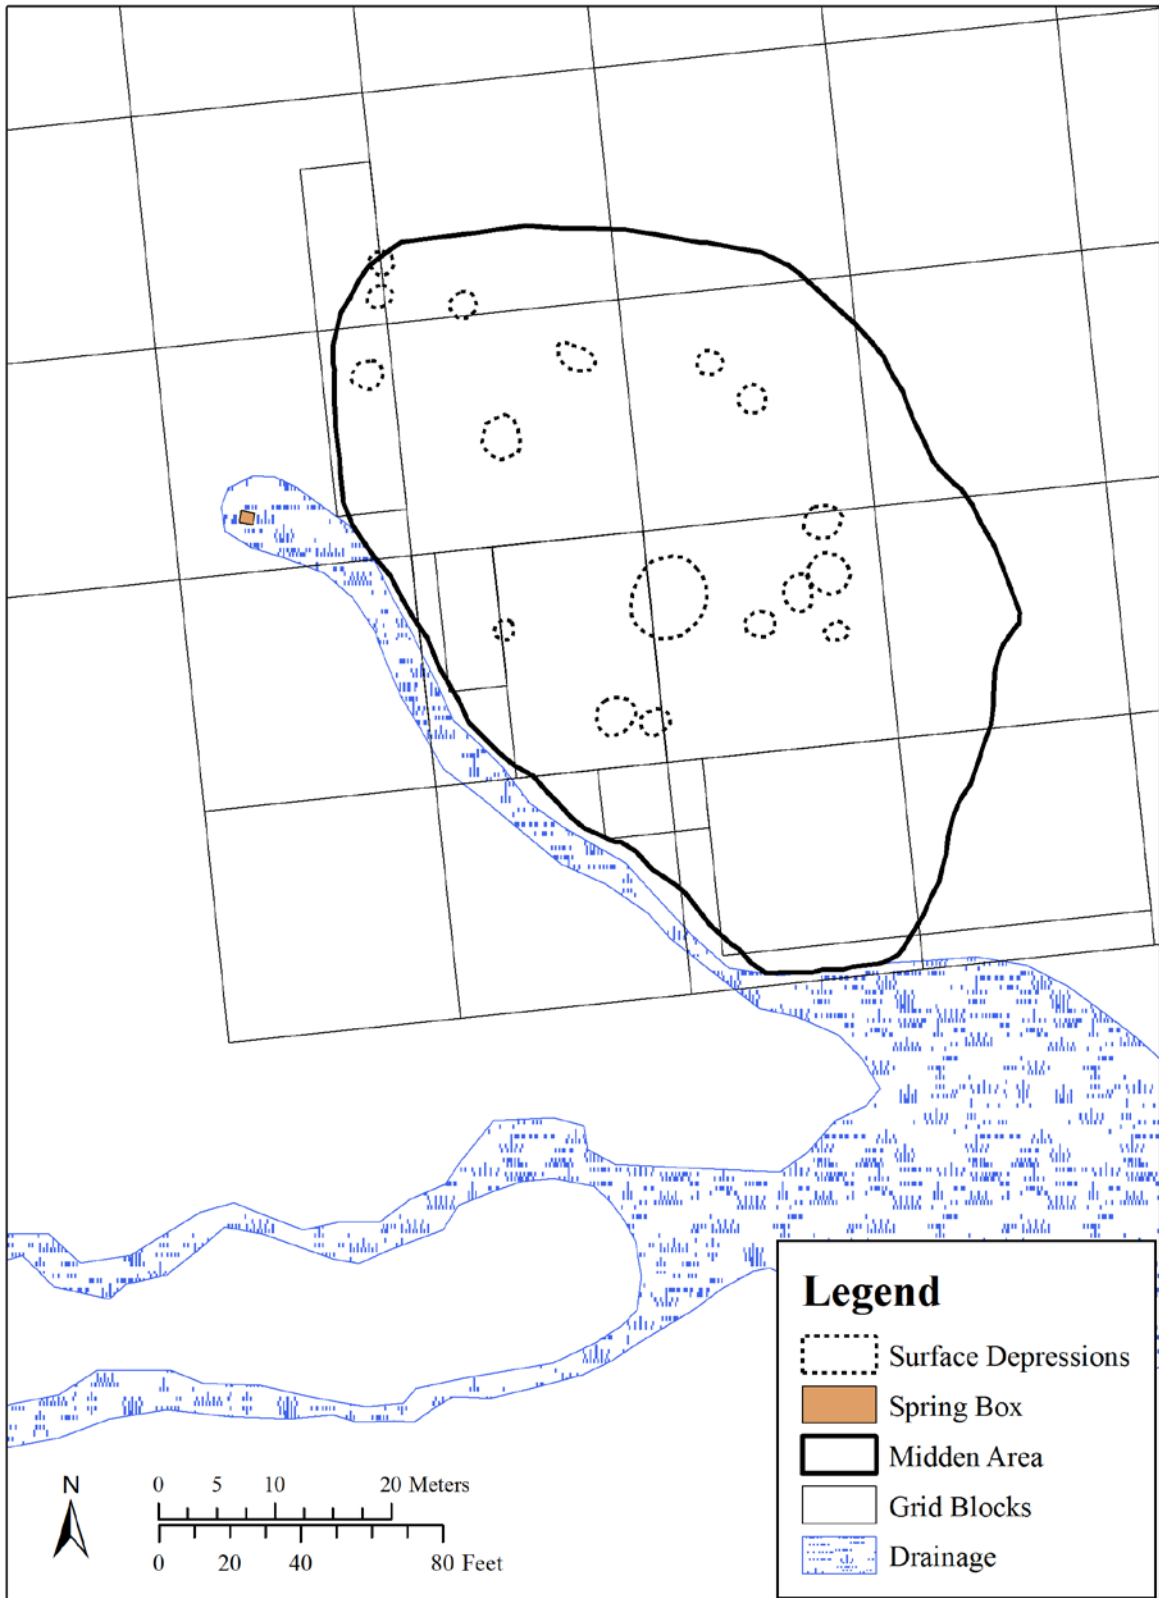 Legend
Surface Depressions
Spring Box
Midden Area
Grid Blocks
Drainage
N
0 5 10 20 Meters
0 20 40 80 Feet